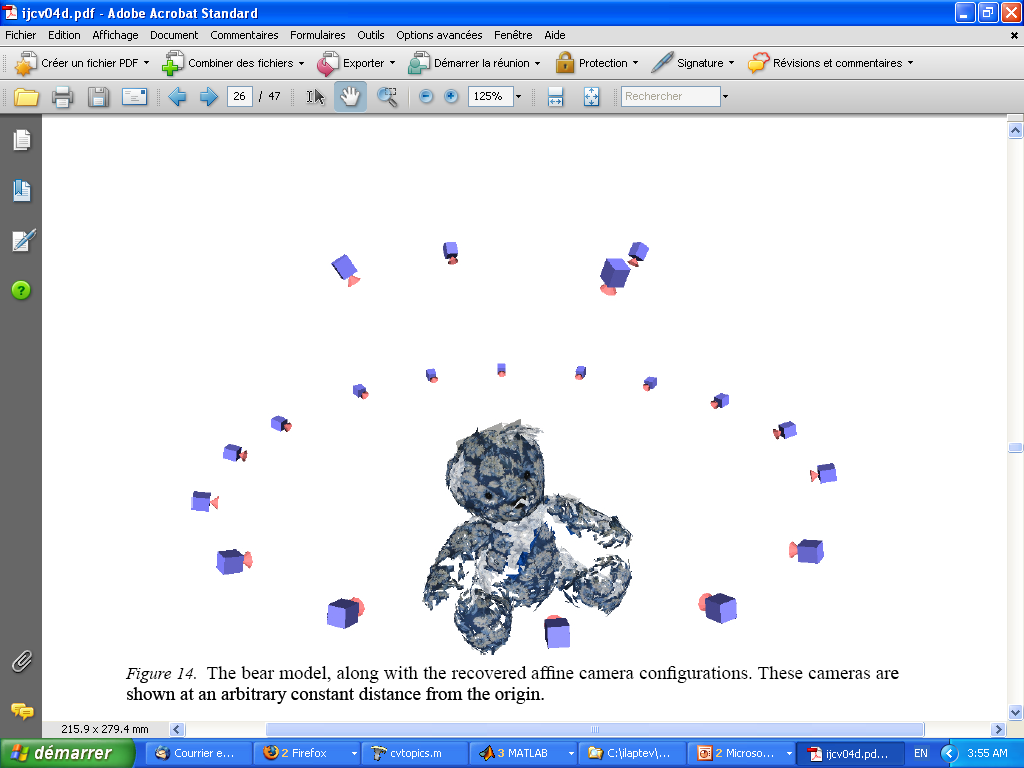 ijcv04d.pdf - Adobe Acrobat Standard
Fichier Edition Affichage Document Commentaires Formulaires Outils Options avancées Fenêtre Aide
Créer un fichier PDF Combiner des fichiers Exporter Démarrer la réunion Protection Signature Révisions et commentaires
26 / 47 125% Rechercher
Figure 14. The bear model, along with the recovered affine camera configurations. These cameras are
shown at an arbitrary constant distance from the origin.
215.9 x 279.4 mm
démarrer Courrier e... 2 Firefox cvtopics.m 3 MATLAB C:\ilaptev\... 2 Microso... ijcv04d.pd... EN 3:55 AM